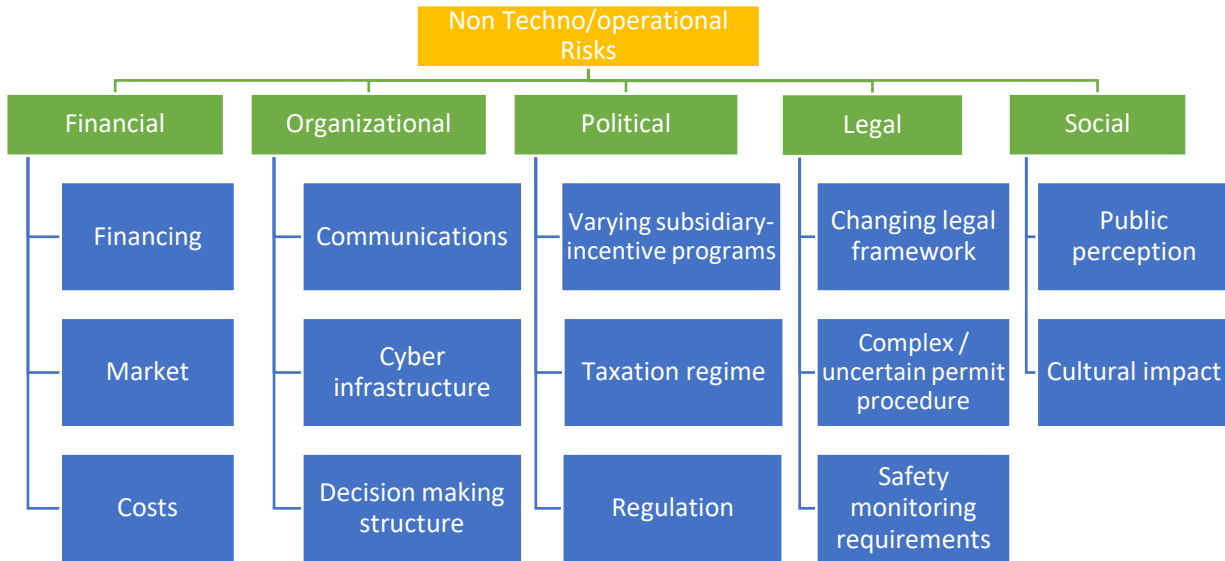 Non Techno/operational
Risks
Financial
Organizational
Political
Legal
Social
Financing
Communications
Varying subsidiary-
incentive programs
Changing legal
framework
Public
perception
Market
Cyber
infrastructure
Taxation regime
Complex /
uncertain permit
procedure
Cultural impact
Costs
Decision making
structure
Regulation
Safety
monitoring
requirements